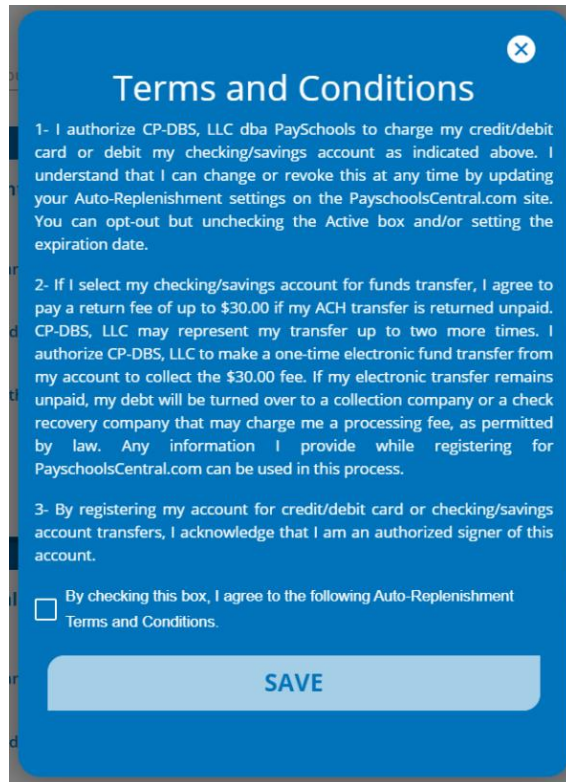 Terms and Conditions
1- I authorize CP-DBS, LLC dba PaySchools to charge my credit/debit
card or debit my checking/savings account as indicated above. I
understand that I can change or revoke this at any time by updating
your Auto-Replenishment settings on the PayschoolsCentral.com site.
You can opt-out but unchecking the Active box and/or setting the
expiration date.
2- If I select my checking/savings account for funds transfer, I agree to
pay a return fee of up to $30.00 if my ACH transfer is returned unpaid.
CP-DBS, LLC may represent my transfer up to two more times. I
authorize CP-DBS, LLC to make a one-time electronic fund transfer from
my account to collect the $30.00 fee. If my electronic transfer remains
unpaid, my debt will be turned over to a collection company or a check
recovery company that may charge me a processing fee, as permitted
by law. Any information I provide while registering for
PayschoolsCentral.com can be used in this process.
3- By registering my account for credit/debit card or checking/savings
account transfers, I acknowledge that I am an authorized signer of this
account.
By checking this box, I agree to the following Auto-Replenishment
Terms and Conditions.
SAVE